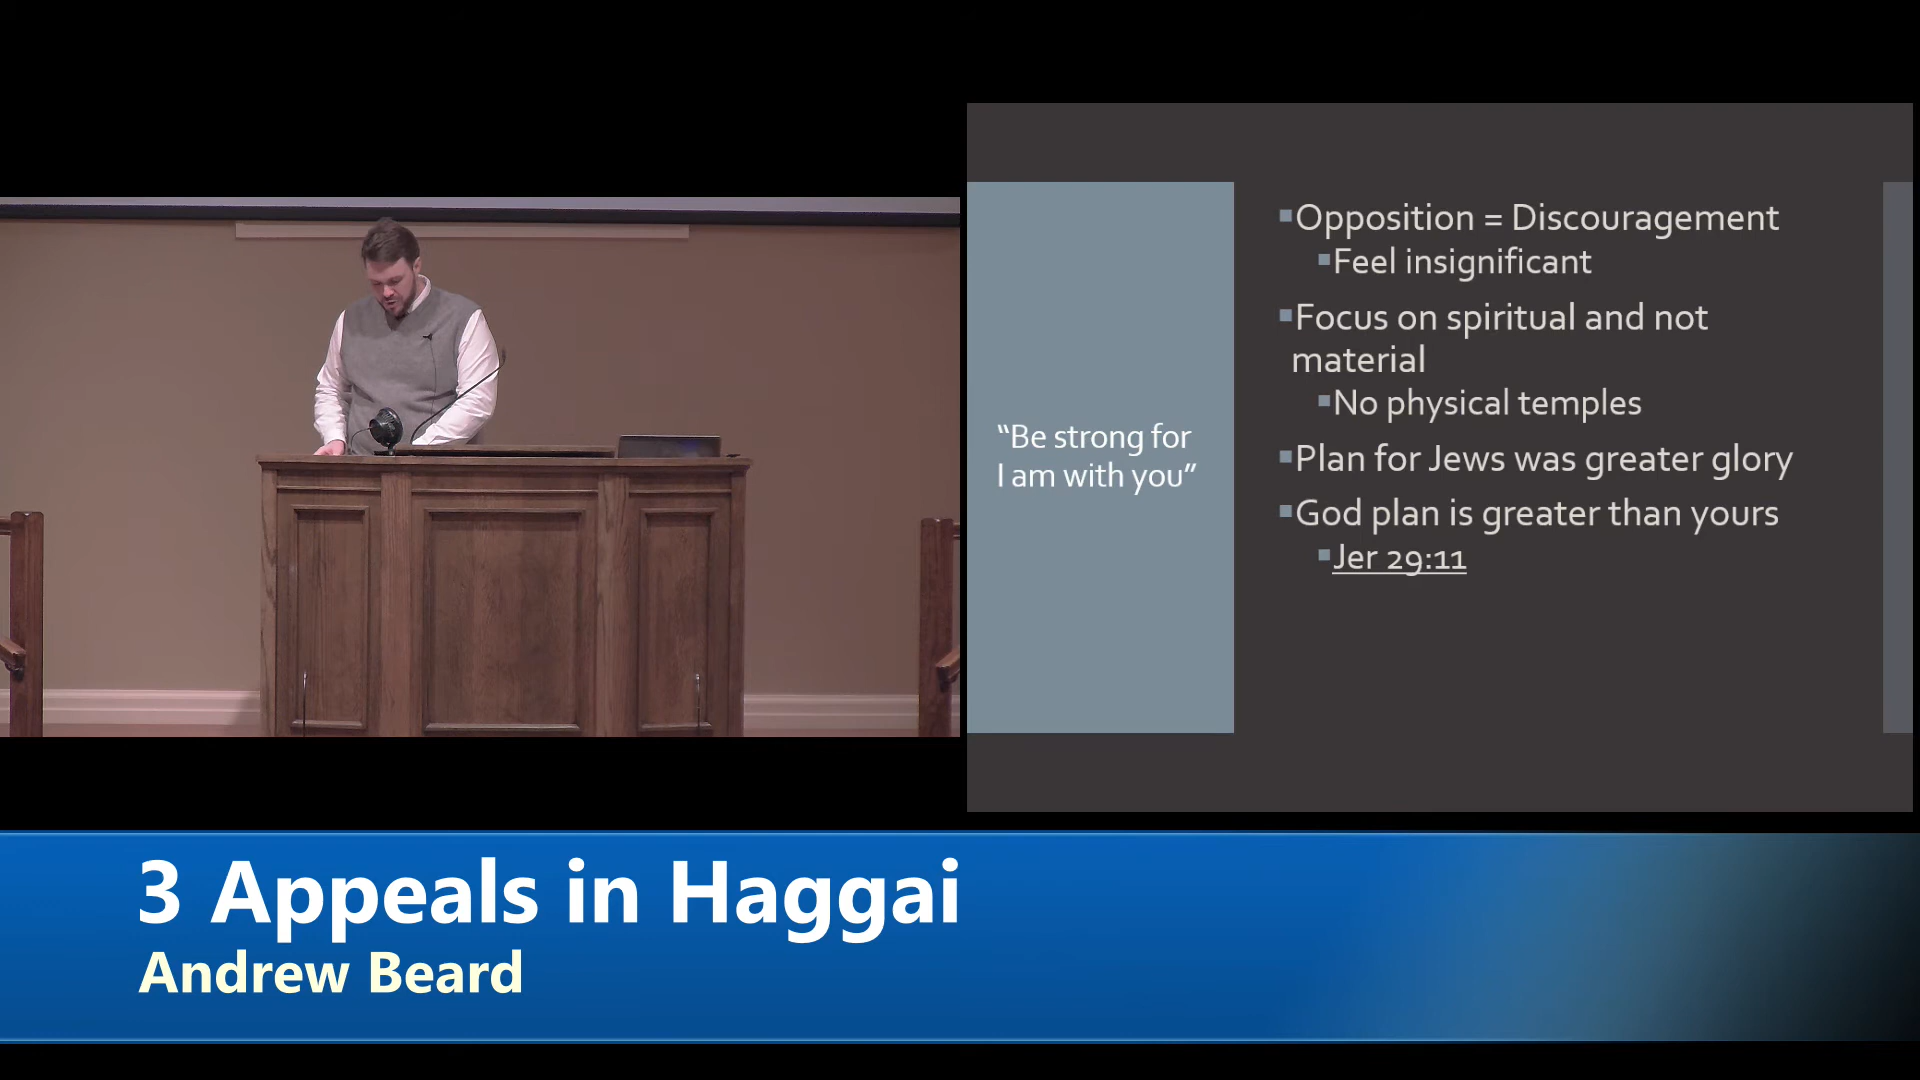 “Be strong for
I am with you”
Opposition = Discouragement
Feel insignificant
Focus on spiritual and not
material
No physical temples
Plan for Jews was greater glory
God plan is greater than yours
Jer 29:11
3 Appeals in Haggai
Andrew Beard